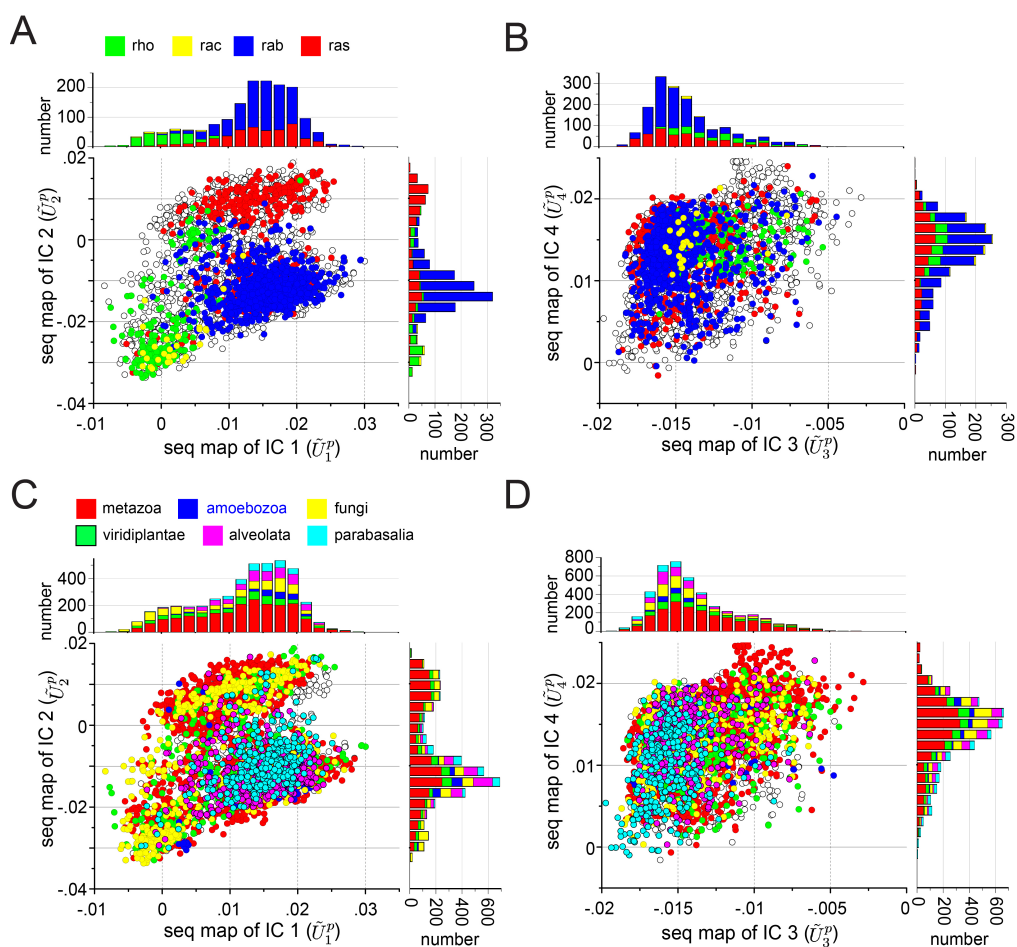 A
rho rac rab ras
number
200
100
0
.02
0
-.02
-.04
seq map of IC 2 (Ũ₂ᵖ)
-.01 0 .01 .02 .03
seq map of IC 1 (Ũ₁ᵖ)
0 100 200 300
number
B
number
300
200
100
0
.02
.01
0
seq map of IC 4 (Ũ₄ᵖ)
-.02 -.015 -.01 -.005 0
seq map of IC 3 (Ũ₃ᵖ)
0 100 200 300
number
C
metazoa amoebozoa fungi
viridiplantae alveolata parabasalia
number
400
200
0
.02
0
-.02
-.04
seq map of IC 2 (Ũ₂ᵖ)
-.01 0 .01 .02 .03
seq map of IC 1 (Ũ₁ᵖ)
0 200 400 600
number
D
number
800
600
400
200
0
.02
.01
0
seq map of IC 4 (Ũ₄ᵖ)
-.02 -.015 -.01 -.005 0
seq map of IC 3 (Ũ₃ᵖ)
0 200 400 600
number